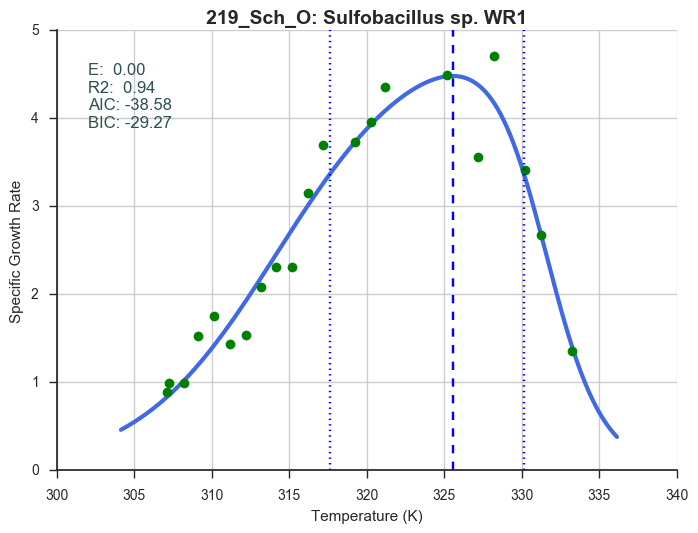 219_Sch_O: Sulfobacillus sp. WR1
E:  0.00
R2:  0.94
AIC: -38.58
BIC: -29.27
Specific Growth Rate
5
4
3
2
1
0
300 305 310 315 320 325 330 335 340
Temperature (K)